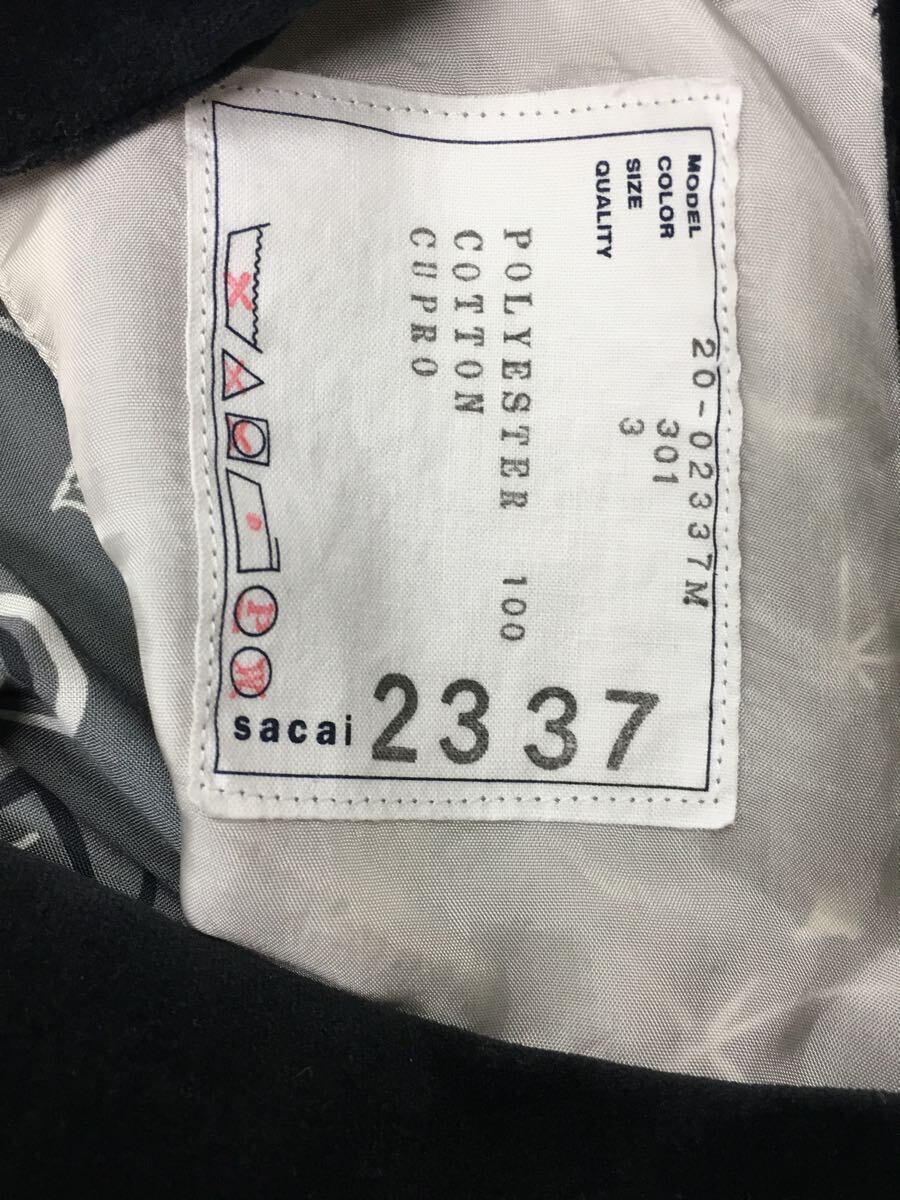 MODEL 20-02337M
COLOR 301
SIZE 3
QUALITY
POLYESTER 100
COTTON
CUPRO
P
W
sacai 2337